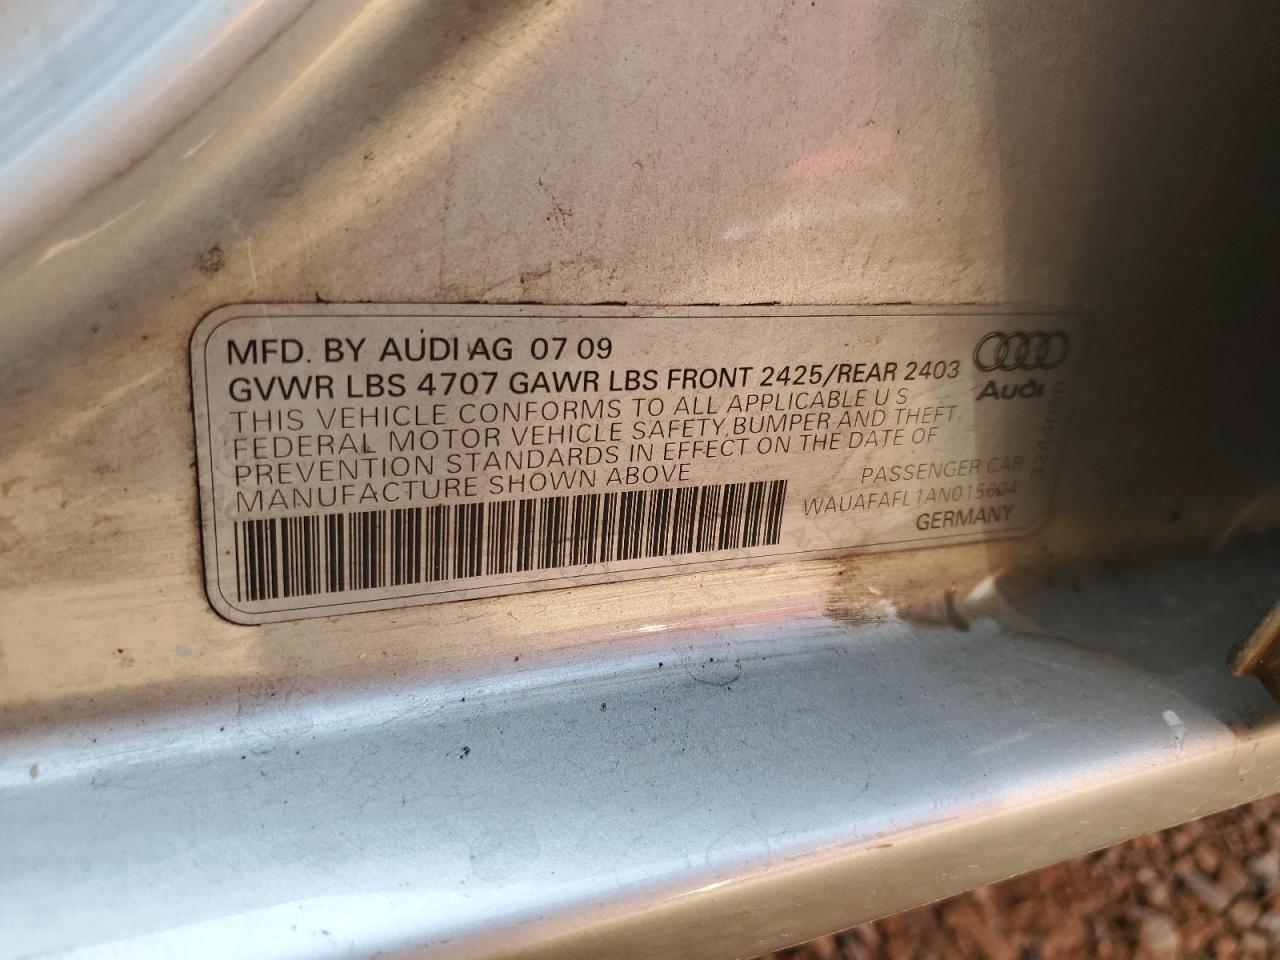 MFD. BY AUDI AG 07 09
GVWR LBS 4707 GAWR LBS FRONT 2425/REAR 2403
THIS VEHICLE CONFORMS TO ALL APPLICABLE U S
FEDERAL MOTOR VEHICLE SAFETY, BUMPER AND THEFT
PREVENTION STANDARDS IN EFFECT ON THE DATE OF
MANUFACTURE SHOWN ABOVE
Audi
PASSENGER CAR
WAUAFAFL1AN015604
GERMANY